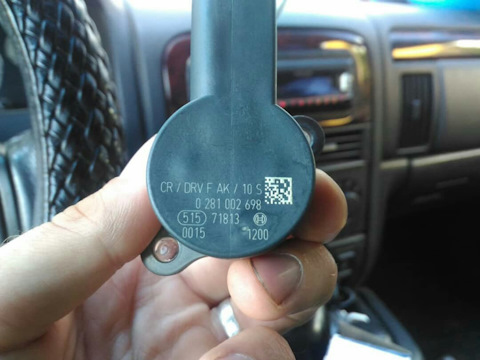 CR / DRV F AK / 10 S
0 281 002 698
515 71813
0015 1200